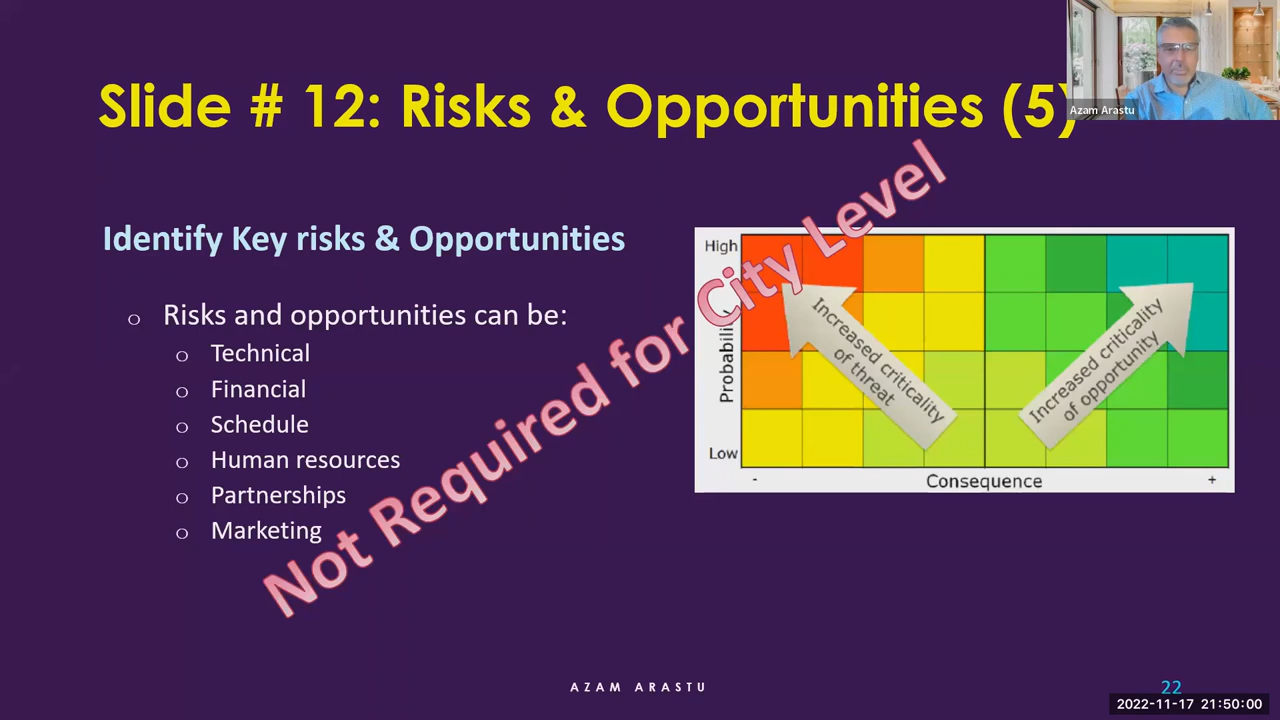 Slide # 12: Risks & Opportunities (5)
Azam Arastu
Identify Key risks & Opportunities
o Risks and opportunities can be:
o Technical
o Financial
o Schedule
o Human resources
o Partnerships
o Marketing
Not Required for City Level
High
Probability
Low
Increased criticality
of threat
Increased criticality
of opportunity
- Consequence +
AZAM ARASTU
22
2022-11-17 21:50:00